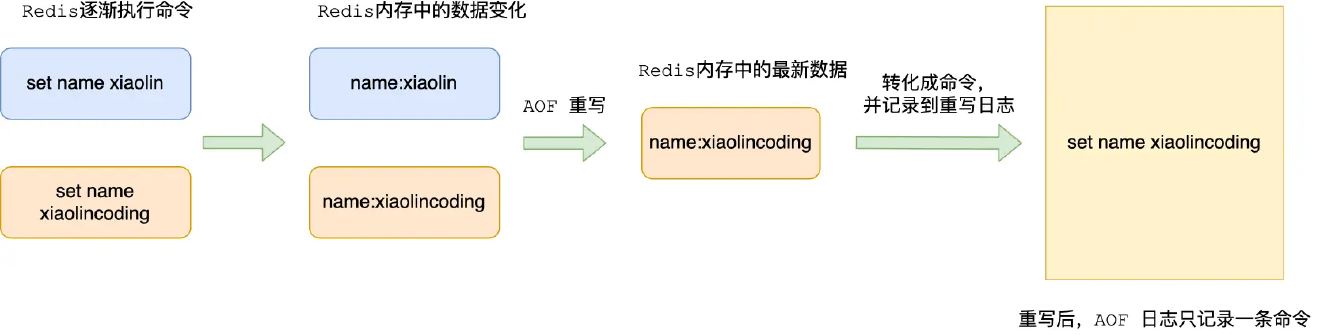 Redis逐渐执行命令
set name xiaolin
set name
xiaolincoding
Redis内存中的数据变化
name:xiaolin
name:xiaolincoding
AOF 重写
Redis内存中的最新数据
name:xiaolincoding
转化成命令，
并记录到重写日志
set name xiaolincoding
重写后，AOF 日志只记录一条命令